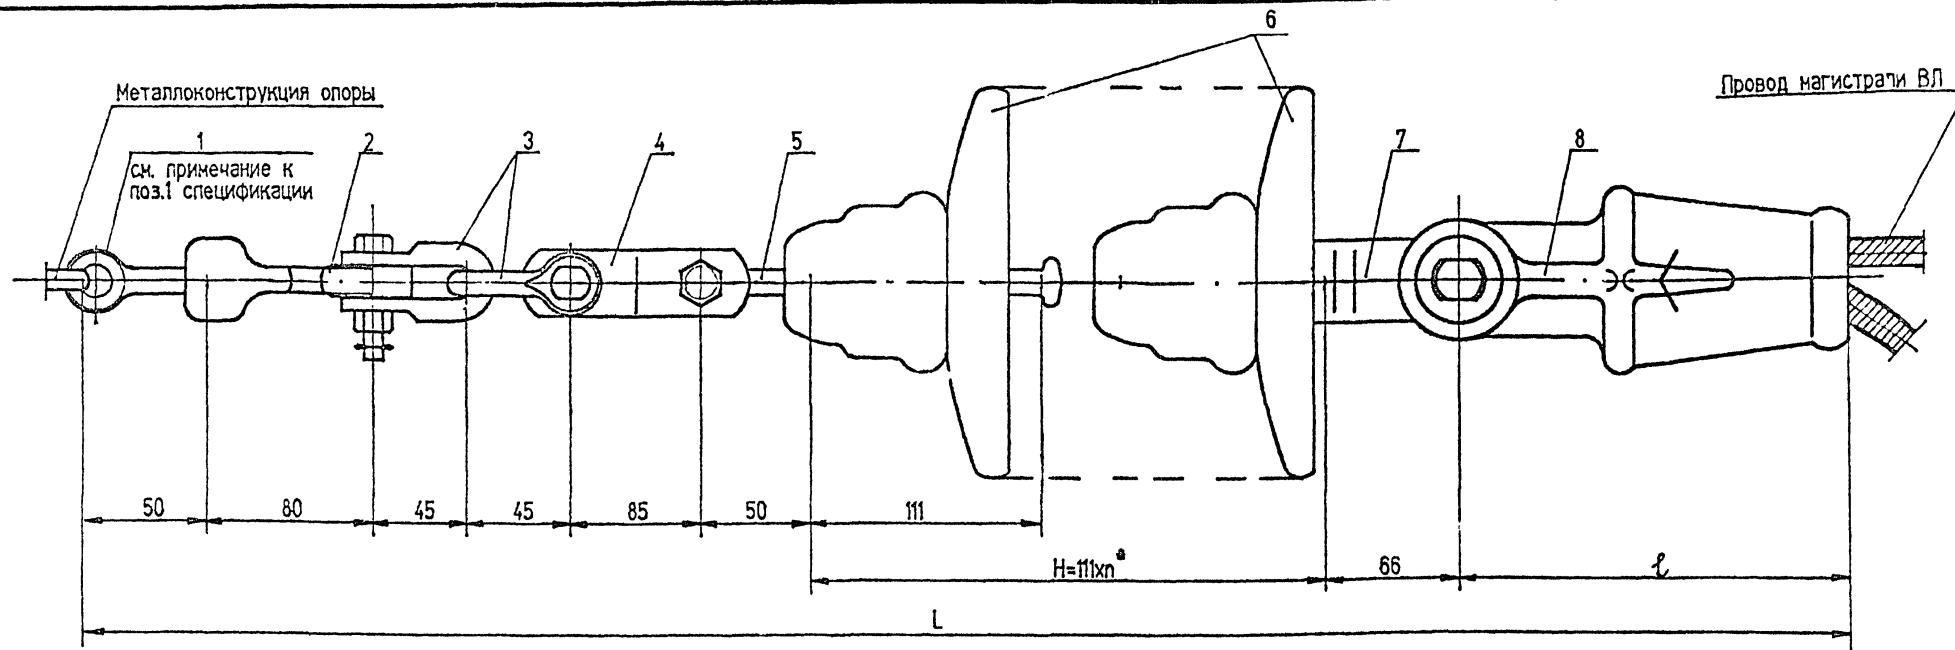 6
Металлоконструкция опоры
Провод магистрали ВЛ
1
см. примечание к
поз.1 спецификации
2
3
4
5
7
8
50
80
45
45
85
50
111
H=111xn*
66
ℓ
L